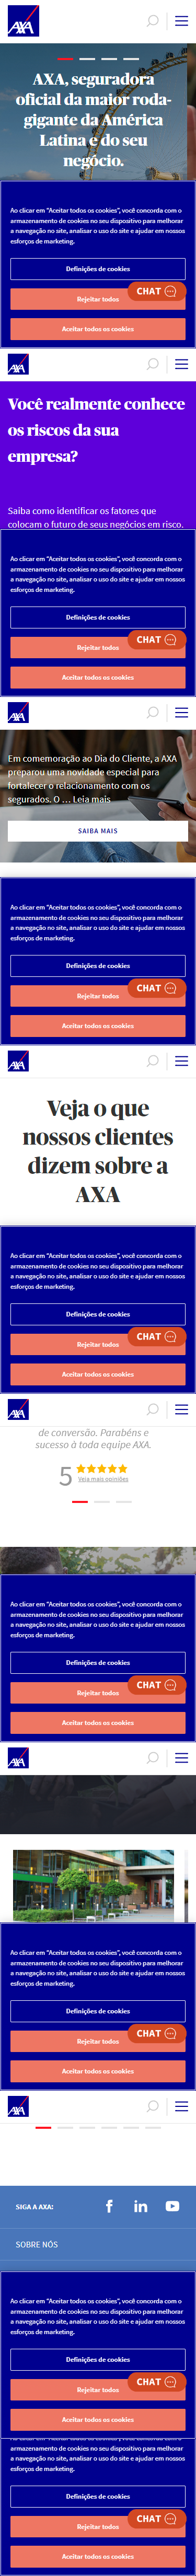 AXA
AXA, seguradora
oficial da maior roda-
gigante da América
Latina e do seu
negócio.
Ao clicar em "Aceitar todos os cookies", você concorda com o
armazenamento de cookies no seu dispositivo para melhorar
a navegação no site, analisar o uso do site e ajudar em nossos
esforços de marketing.
Definições de cookies
Rejeitar todos
CHAT
Aceitar todos os cookies
AXA
Você realmente conhece
os riscos da sua
empresa?
Saiba como identificar os fatores que
colocam o futuro de seus negócios em risco.
Ao clicar em "Aceitar todos os cookies", você concorda com o
armazenamento de cookies no seu dispositivo para melhorar
a navegação no site, analisar o uso do site e ajudar em nossos
esforços de marketing.
Definições de cookies
Rejeitar todos
CHAT
Aceitar todos os cookies
AXA
Em comemoração ao Dia do Cliente, a AXA
preparou uma novidade especial para
fortalecer o relacionamento com os
segurados. O … Leia mais
SAIBA MAIS
Ao clicar em "Aceitar todos os cookies", você concorda com o
armazenamento de cookies no seu dispositivo para melhorar
a navegação no site, analisar o uso do site e ajudar em nossos
esforços de marketing.
Definições de cookies
Rejeitar todos
CHAT
Aceitar todos os cookies
AXA
Veja o que
nossos clientes
dizem sobre a
AXA
Ao clicar em "Aceitar todos os cookies", você concorda com o
armazenamento de cookies no seu dispositivo para melhorar
a navegação no site, analisar o uso do site e ajudar em nossos
esforços de marketing.
Definições de cookies
Rejeitar todos
CHAT
Aceitar todos os cookies
AXA
de conversão. Parabéns e
sucesso à toda equipe AXA.
5
Veja mais opiniões
Ao clicar em "Aceitar todos os cookies", você concorda com o
armazenamento de cookies no seu dispositivo para melhorar
a navegação no site, analisar o uso do site e ajudar em nossos
esforços de marketing.
Definições de cookies
Rejeitar todos
CHAT
Aceitar todos os cookies
AXA
Ao clicar em "Aceitar todos os cookies", você concorda com o
armazenamento de cookies no seu dispositivo para melhorar
a navegação no site, analisar o uso do site e ajudar em nossos
esforços de marketing.
Definições de cookies
Rejeitar todos
CHAT
Aceitar todos os cookies
AXA
SIGA A AXA:
SOBRE NÓS
Ao clicar em "Aceitar todos os cookies", você concorda com o
armazenamento de cookies no seu dispositivo para melhorar
a navegação no site, analisar o uso do site e ajudar em nossos
esforços de marketing.
Definições de cookies
Rejeitar todos
CHAT
Aceitar todos os cookies
armazenamento de cookies no seu dispositivo para melhorar
a navegação no site, analisar o uso do site e ajudar em nossos
esforços de marketing.
Definições de cookies
Rejeitar todos
CHAT
Aceitar todos os cookies